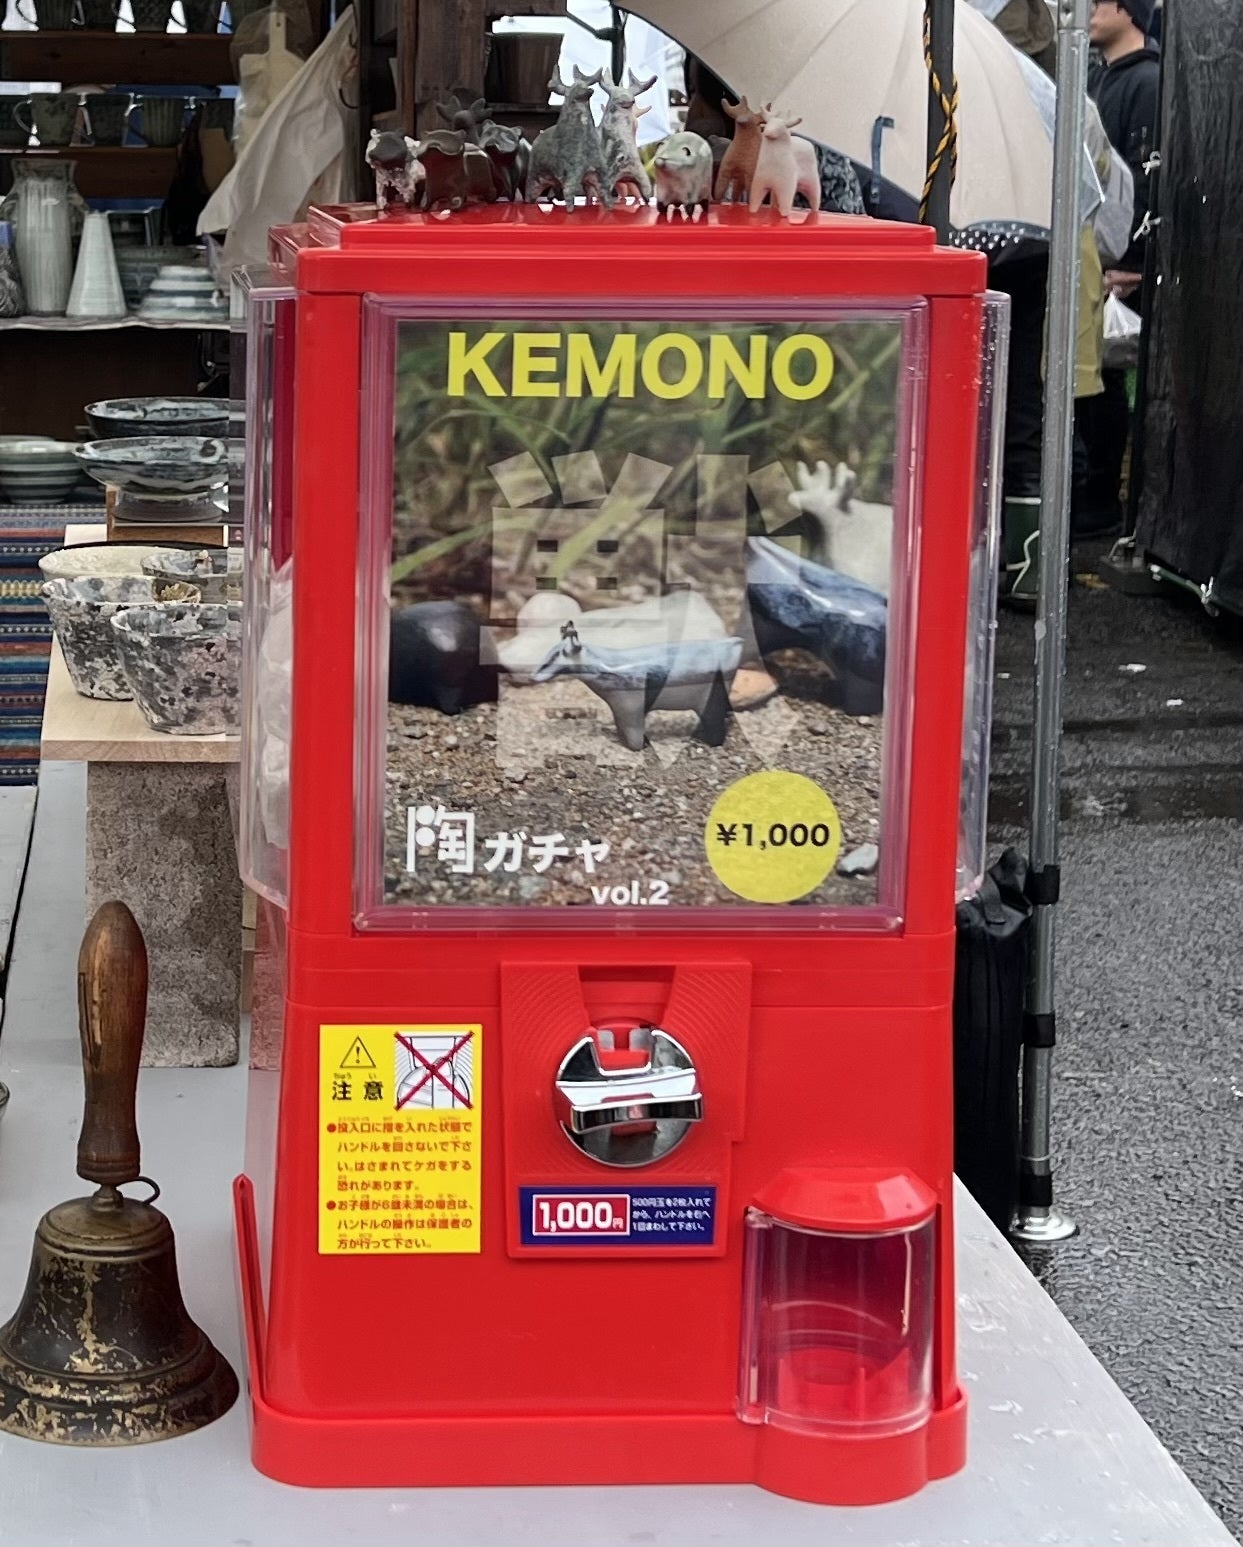 KEMONO
獣
陶ガチャ
vol.2
¥1,000
ちゅう い
注意
●投入口に指を入れた状態で
ハンドルを回さないで下さ
い。はさまれてケガをする
恐れがあります。
●お子様が6歳未満の場合は、
ハンドルの操作は保護者の
方が行って下さい。
1,000円
500円玉を2枚入れて
から、ハンドルを右へ
1回まわして下さい。